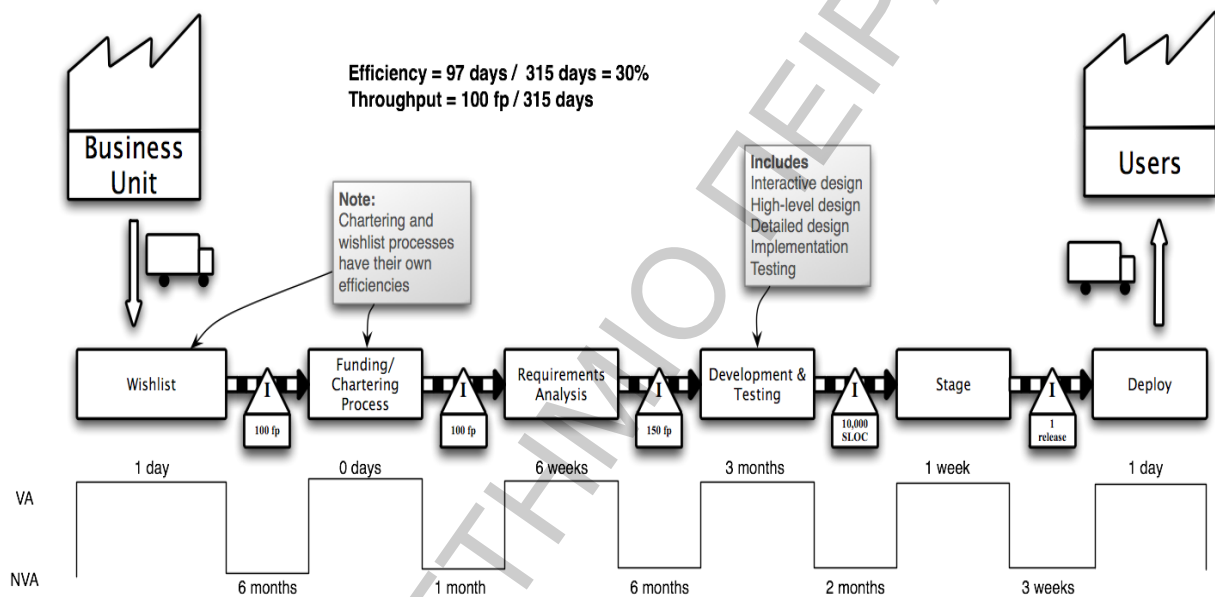 Efficiency = 97 days / 315 days = 30%
Throughput = 100 fp / 315 days
Business
Unit
Users
Note:
Chartering and
wishlist processes
have their own
efficiencies
Includes
Interactive design
High-level design
Detailed design
Implementation
Testing
Wishlist
I
100 fp
Funding/
Chartering
Process
I
100 fp
Requirements
Analysis
I
150 fp
Development &
Testing
I
10,000
SLOC
Stage
I
1
release
Deploy
1 day
0 days
6 weeks
3 months
1 week
1 day
VA
NVA
6 months
1 month
6 months
2 months
3 weeks